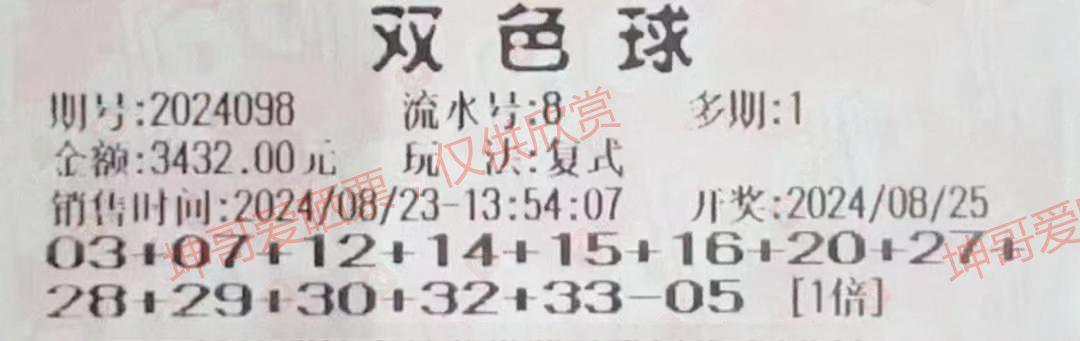 双色球
期号:2024098 流水号:8 多期:1
金额:3432.00元 玩 法:复式
销售时间:2024/08/23-13:54:07 开奖:2024/08/25
03+07+12+14+15+16+20+27+
28+29+30+32+33-05 [1倍]
坤哥爱晒票,仅供欣赏
坤哥爱